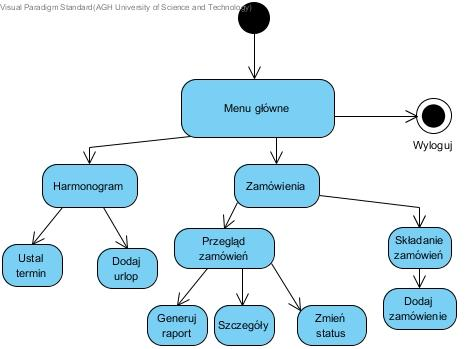 Visual Paradigm Standard(AGH University of Science and Technology)
Menu główne
Wyloguj
Harmonogram
Zamówienia
Ustal
termin
Dodaj
urlop
Przegląd
zamówień
Składanie
zamówień
Generuj
raport
Szczegóły
Zmień
status
Dodaj
zamówienie